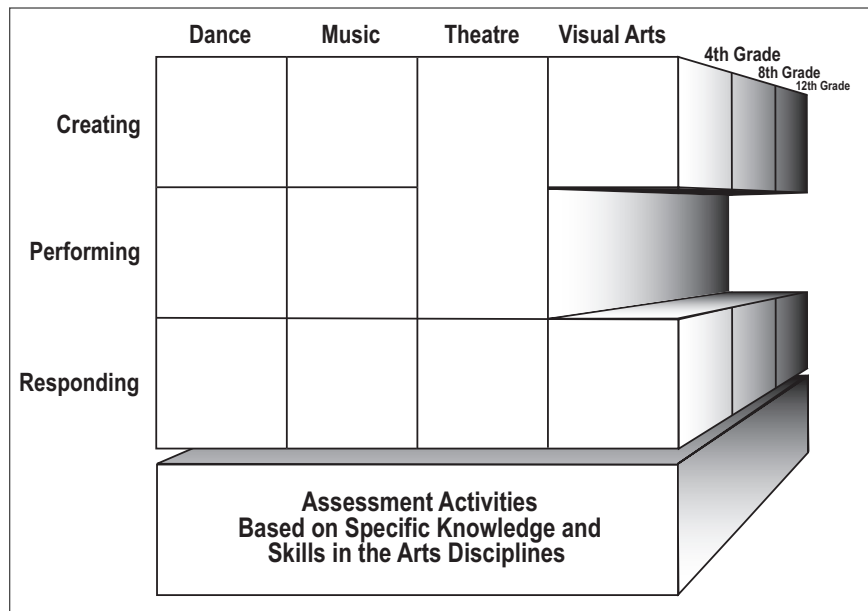 Dance Music Theatre Visual Arts
4th Grade
8th Grade
12th Grade
Creating
Performing
Responding
Assessment Activities
Based on Specific Knowledge and
Skills in the Arts Disciplines